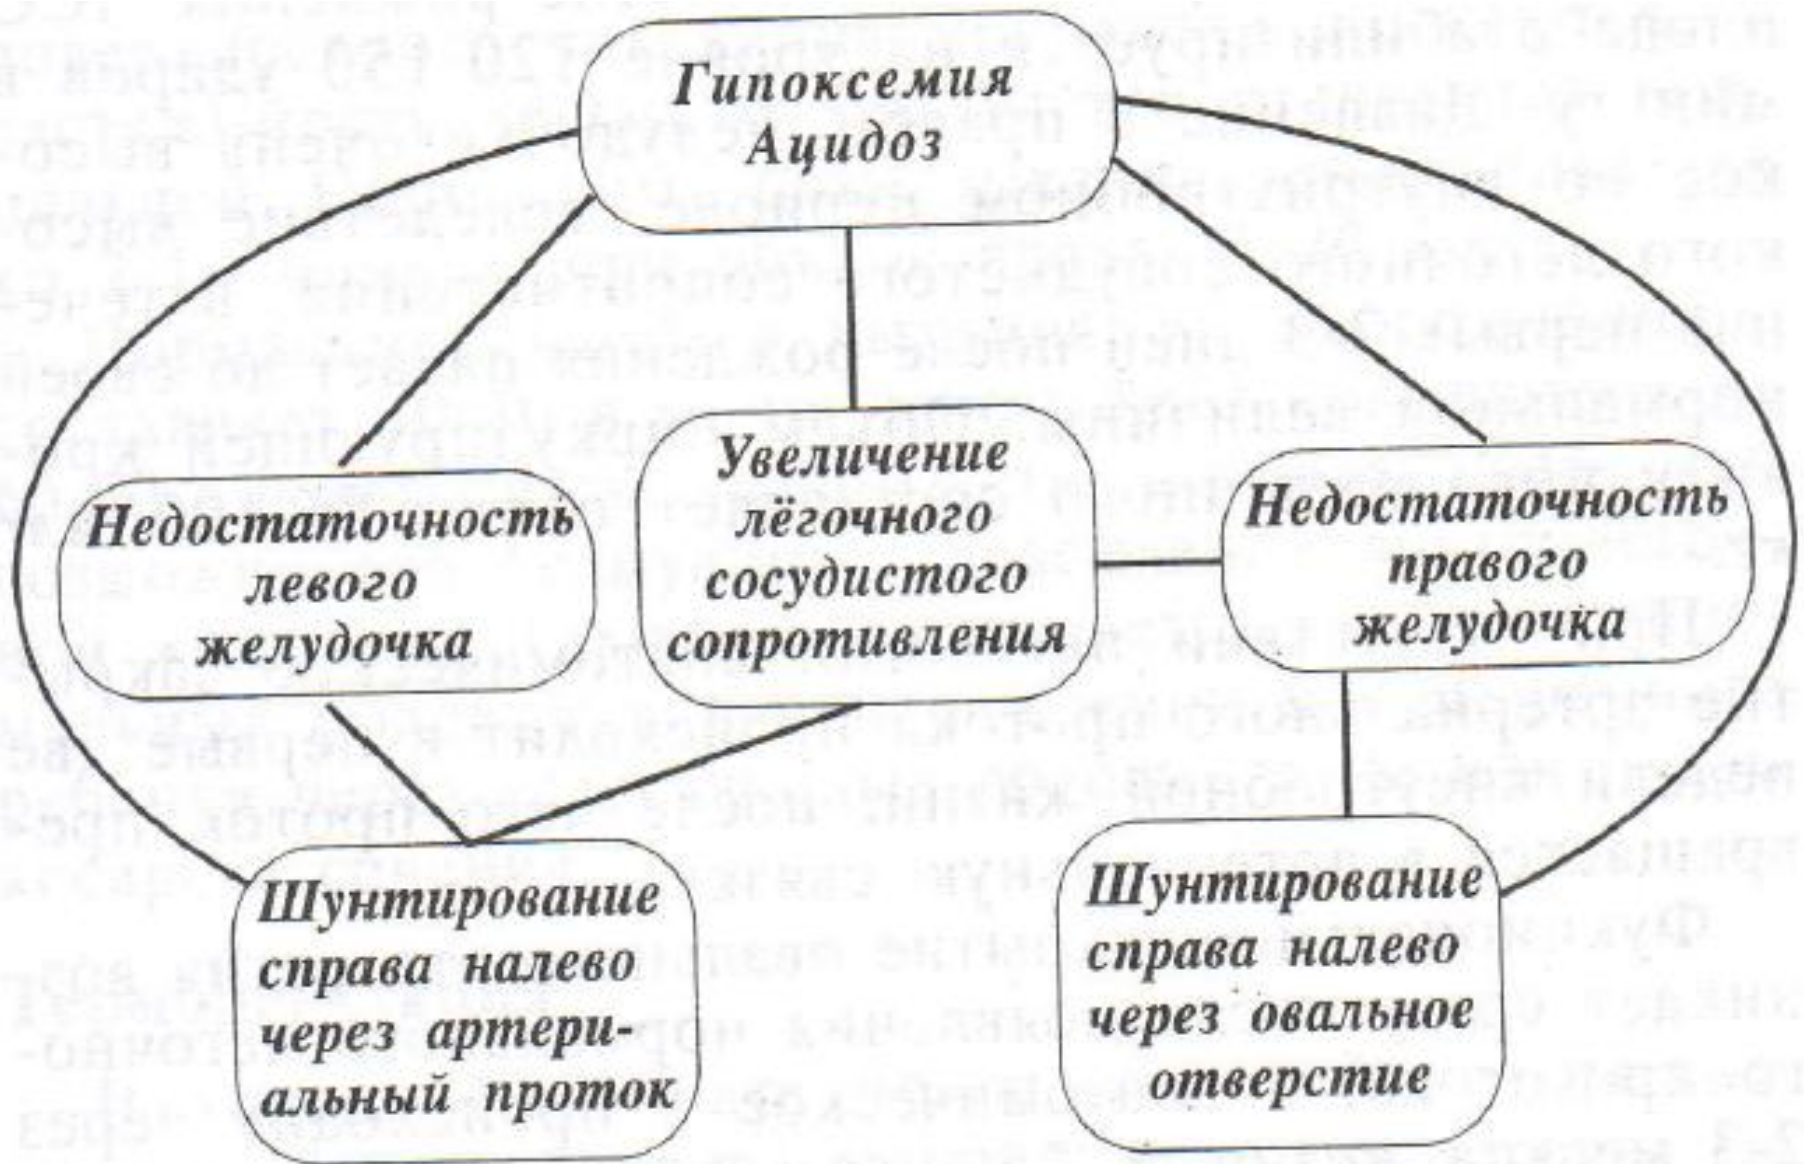 Гипоксемия
Ацидоз
Недостаточность
левого
желудочка
Увеличение
лёгочного
сосудистого
сопротивления
Недостаточность
правого
желудочка
Шунтирование
справа налево
через артери-
альный проток
Шунтирование
справа налево
через овальное
отверстие